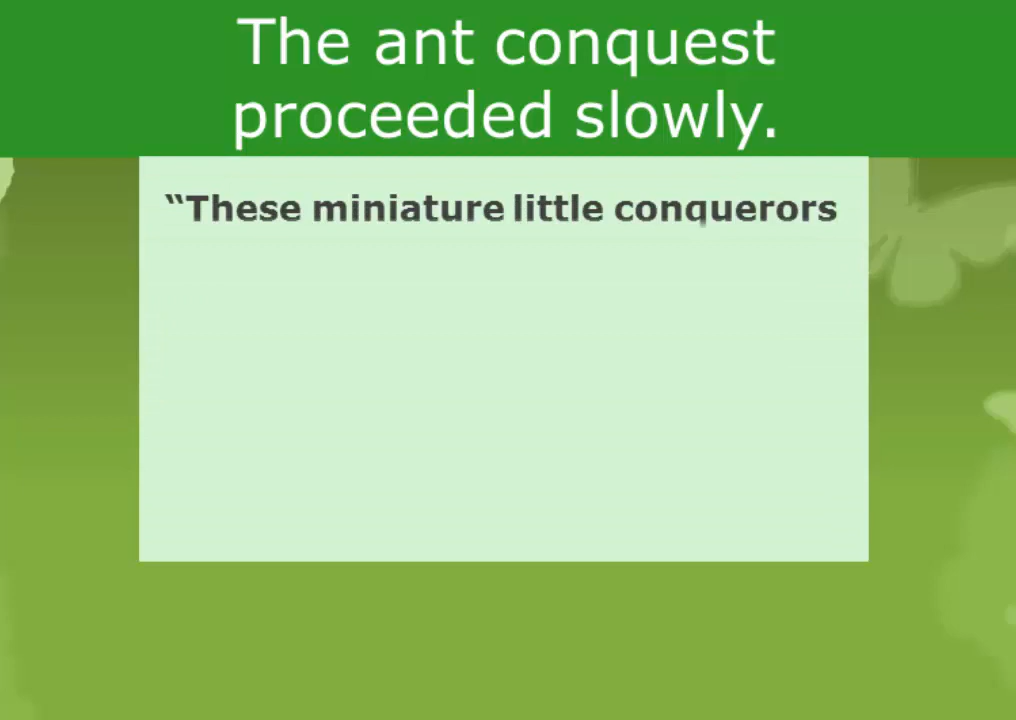 The ant conquest
proceeded slowly.
“These miniature little conquerors